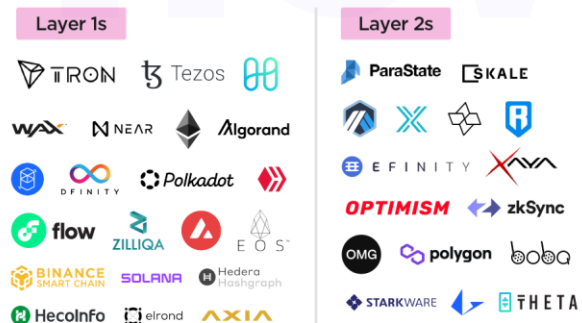 Layer 1s
TRON Tezos
WAX NEAR Algorand
DFINITY Polkadot
flow ZILLIQA EOS
BINANCE SMART CHAIN SOLANA Hedera Hashgraph
HecoInfo elrond AXIA
Layer 2s
ParaState SKALE
R
EFINITY XAYA
OPTIMISM zkSync
OMG polygon boba
STARKWARE THETA